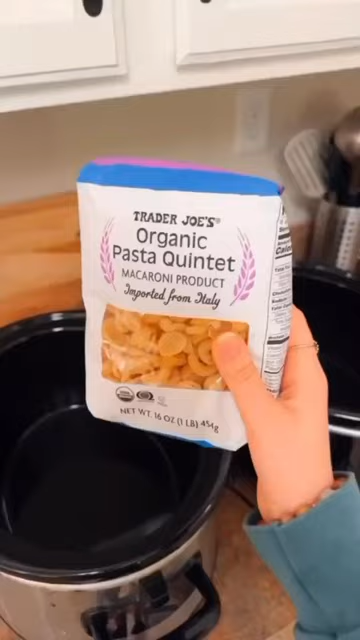 TRADER JOE'S®
Organic
Pasta Quintet
MACARONI PRODUCT
Imported from Italy
NET WT. 16 OZ (1 LB) 454g